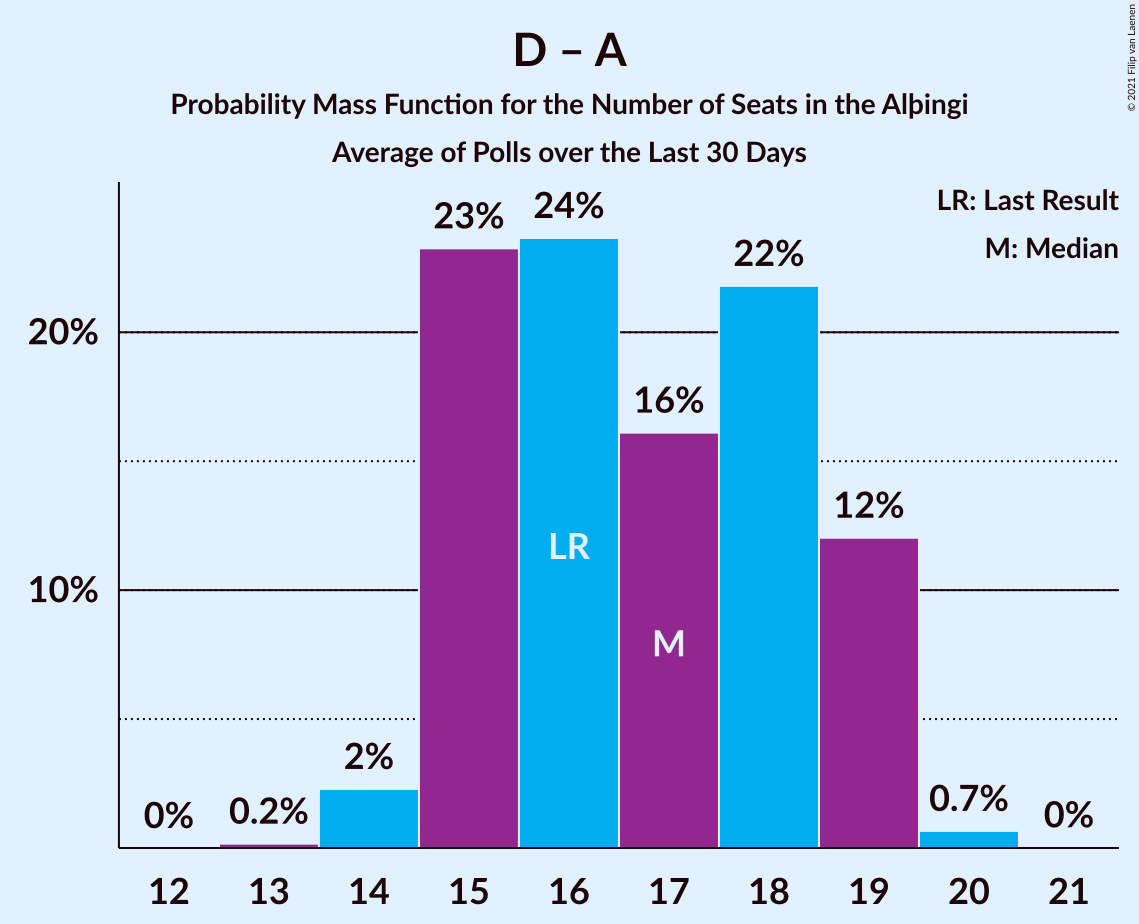 D – A
Probability Mass Function for the Number of Seats in the Alþingi
Average of Polls over the Last 30 Days
© 2021 Filip van Laenen
LR: Last Result
M: Median
20%
10%
0%
0.2%
2%
23%
24%
16%
22%
12%
0.7%
0%
LR
M
12 13 14 15 16 17 18 19 20 21